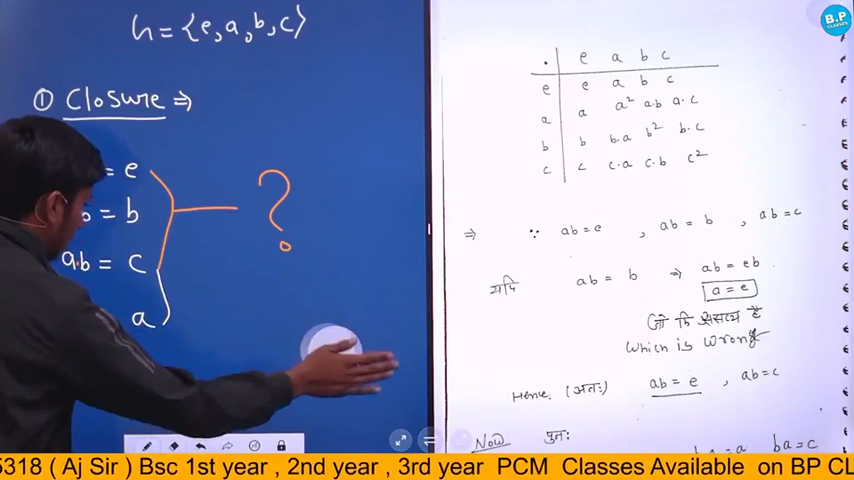 h = {e, a, b, c}
① Closure ⇒
= e
b = b
a.b = c
a
?
. e a b c
e e a b c
a a a² a.b a.c
b b b.a b² b.c
c c c.a c.b c²
⇒ ∵ ab = e , ab = b , ab = c
यदि ab = b ⇒ ab = eb
a = e
जो कि असत्य है
which is wrong
Hence (अतः) ab = e , ab = c
Now पुनः
ba = a ba = c
B.P
CLASSES
5318 ( Aj Sir ) Bsc 1st year , 2nd year , 3rd year PCM Classes Available on BP CL